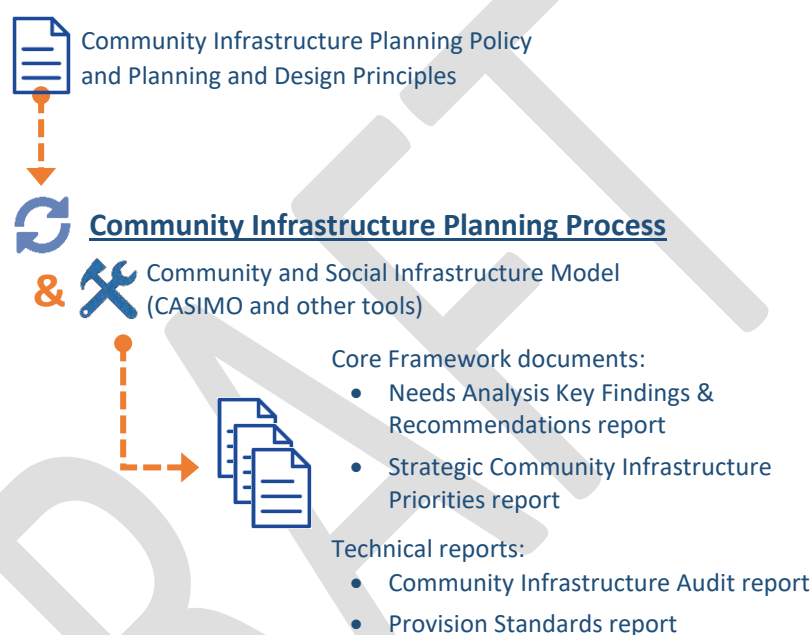 Community Infrastructure Planning Policy
and Planning and Design Principles
Community Infrastructure Planning Process
& Community and Social Infrastructure Model
(CASIMO and other tools)
Core Framework documents:
• Needs Analysis Key Findings &
Recommendations report
• Strategic Community Infrastructure
Priorities report
Technical reports:
• Community Infrastructure Audit report
• Provision Standards report
DRAFT